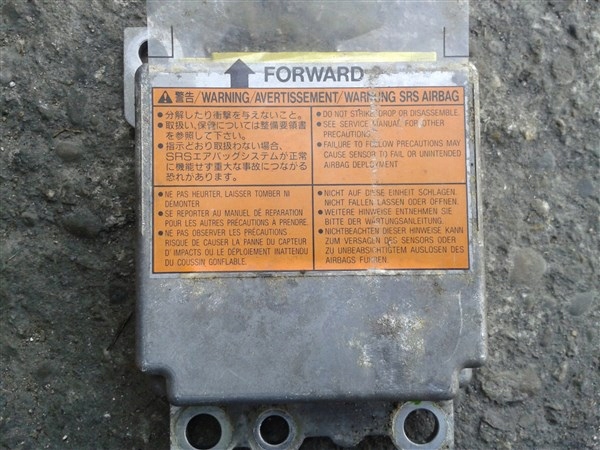 FORWARD
警告/WARNING/AVERTISSEMENT/WARNUNG SRS AIRBAG
●分解したり衝撃を与えないこと。
●取扱い、保管については整備要領書
を参照して下さい。
●指示どおり取扱わない場合、
SRSエアバッグシステムが正常
に機能せず重大な事故につながる
恐れがあります。
●DO NOT STRIKE, DROP OR DISASSEMBLE.
●SEE SERVICE MANUAL FOR OTHER
PRECAUTIONS.
●FAILURE TO FOLLOW PRECAUTIONS MAY
CAUSE SENSOR TO FAIL OR UNINTENDED
AIRBAG DEPLOYMENT
●NE PAS HEURTER, LAISSER TOMBER NI
DEMONTER
●SE REPORTER AU MANUEL DE RÉPARATION
POUR LES AUTRES PRECAUTIONS A PRENDRE.
●NE PAS OBSERVER LES PRÉCAUTIONS
RISQUE DE CAUSER LA FANNE DU CAPTEUR
D'IMPACTS OU LE DÉPLOIEMENT INATTENDU
DU COUSSIN GONFLABLE.
●NICHT AUF DIESE EINHEIT SCHLAGEN.
NICHT FALLEN LASSEN ODER ÖFFNEN.
●WEITERE HINWEISE ENTNEHMEN SIE
BITTE DER WARTUNGSANLEITUNG.
●NICHTBEACHTEN DIESER HINWEISE KANN
ZUM VERSAGEN DES SENSORS ODER
ZU UNBEABSICHTIGTEM AUSLÖSEN DES
AIRBAGS FÜHREN.